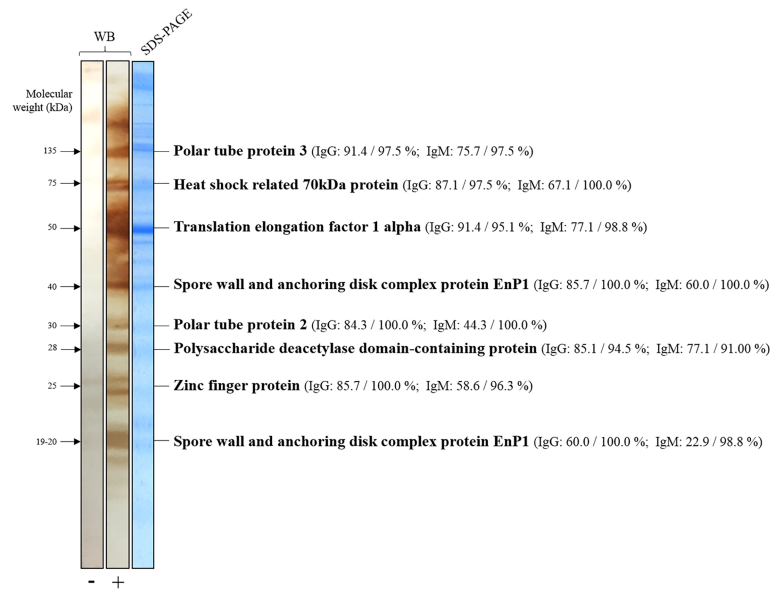 SDS-PAGE
WB
Molecular
weight (kDa)
135 Polar tube protein 3 (IgG: 91.4 / 97.5 %; IgM: 75.7 / 97.5 %)
75 Heat shock related 70kDa protein (IgG: 87.1 / 97.5 %; IgM: 67.1 / 100.0 %)
50 Translation elongation factor 1 alpha (IgG: 91.4 / 95.1 %; IgM: 77.1 / 98.8 %)
40 Spore wall and anchoring disk complex protein EnP1 (IgG: 85.7 / 100.0 %; IgM: 60.0 / 100.0 %)
30 Polar tube protein 2 (IgG: 84.3 / 100.0 %; IgM: 44.3 / 100.0 %)
28 Polysaccharide deacetylase domain-containing protein (IgG: 85.1 / 94.5 %; IgM: 77.1 / 91.00 %)
25 Zinc finger protein (IgG: 85.7 / 100.0 %; IgM: 58.6 / 96.3 %)
19-20 Spore wall and anchoring disk complex protein EnP1 (IgG: 60.0 / 100.0 %; IgM: 22.9 / 98.8 %)
- +